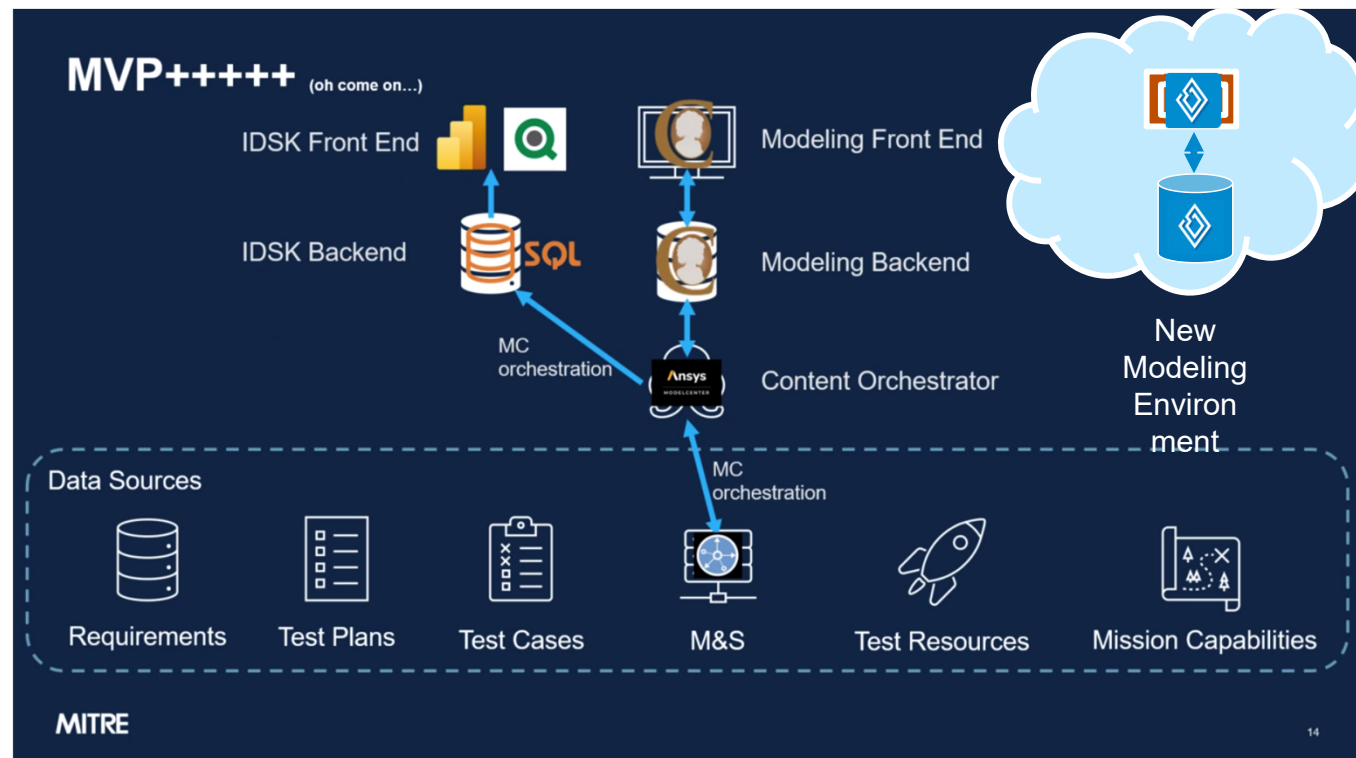 MVP+++++ (oh come on...)
IDSK Front End
Modeling Front End
IDSK Backend
SQL
Modeling Backend
MC
orchestration
Ansys
MODELCENTER
Content Orchestrator
New
Modeling
Environ
ment
Data Sources
MC
orchestration
Requirements
Test Plans
Test Cases
M&S
Test Resources
Mission Capabilities
MITRE
14